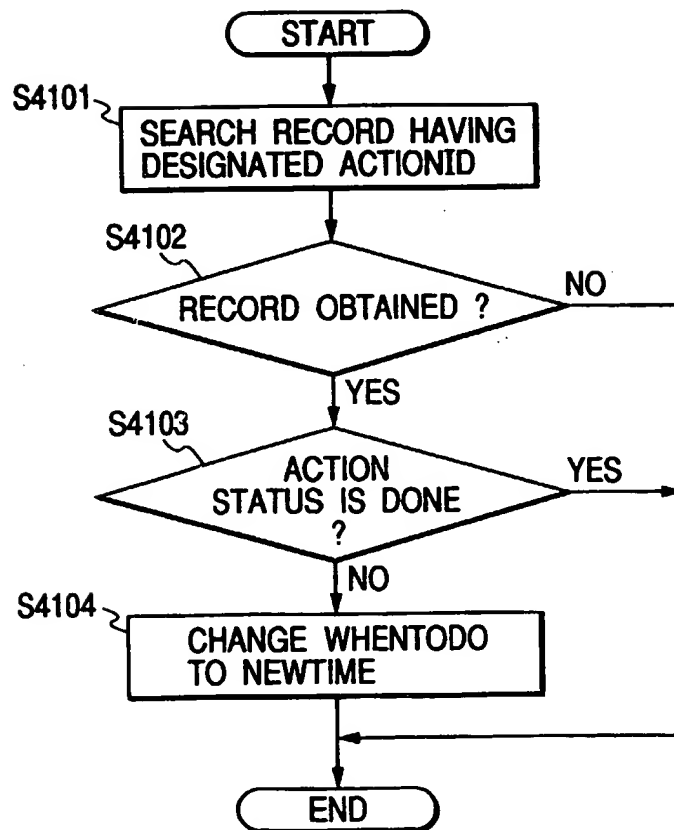 START
S4101
SEARCH RECORD HAVING
DESIGNATED ACTIONID
S4102
RECORD OBTAINED ?
NO
YES
S4103
ACTION
STATUS IS DONE
?
YES
NO
S4104
CHANGE WHENTODO
TO NEWTIME
END